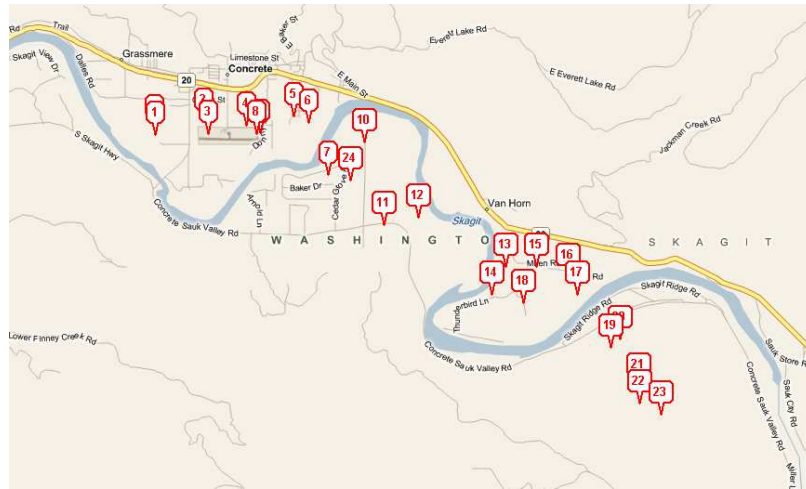 Rd
Trail
Grassmere
Limestone St
E Baker St
Everett Lake Rd
Skagit View Dr
Dalles Rd
Concrete
20
E Main St
E Everett Lake Rd
St
1
2
3
4
8
5
6
10
Jackman Creek Rd
S Skagit Hwy
7
24
Baker Dr
Cedar
Arnold Ln
11
12
Van Horn
Concrete Sauk Valley Rd
Skagit
WASHINGTO
SKAGIT
13
15
16
Rd
14
18
17
Thunderbird Ln
Skagit Ridge Rd
Skagit Ridge Rd
19
Lower Finney Creek Rd
Concrete Sauk Valley Rd
Sauk Store R
21
22
23
Concrete Sauk Valley Rd
Sauk City Rd
Miller L